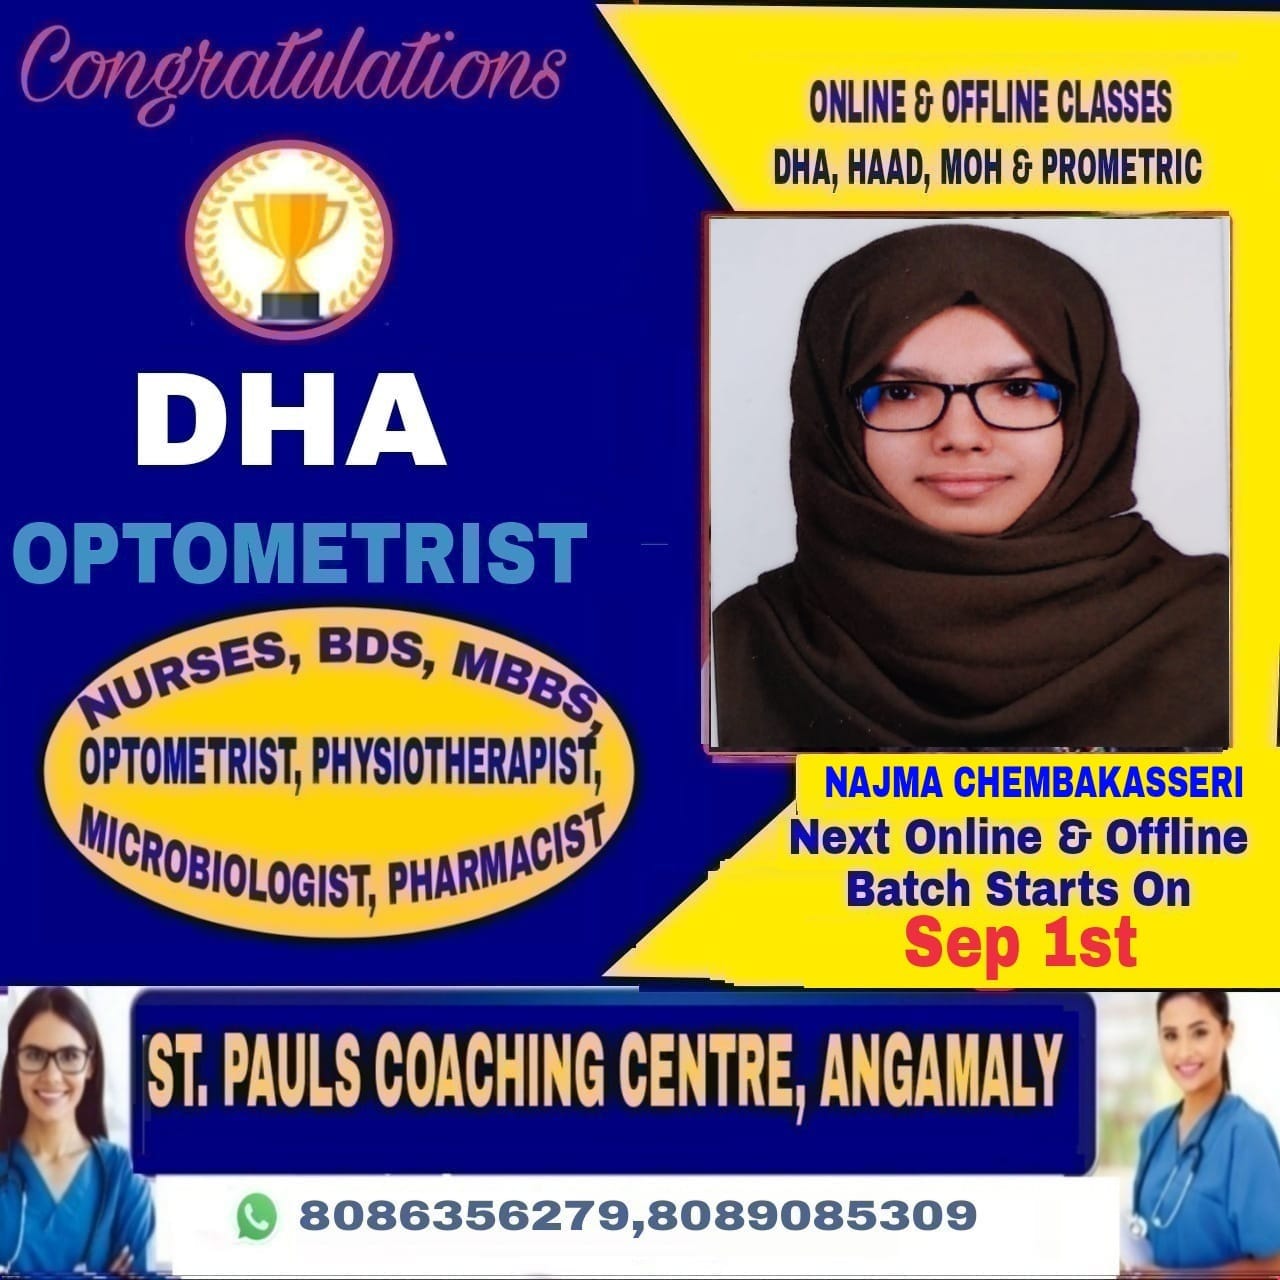 Congratulations
DHA
OPTOMETRIST
NURSES, BDS, MBBS,
OPTOMETRIST, PHYSIOTHERAPIST,
MICROBIOLOGIST, PHARMACIST
ONLINE & OFFLINE CLASSES
DHA, HAAD, MOH & PROMETRIC
NAJMA CHEMBAKASSERI
Next Online & Offline
Batch Starts On
Sep 1st
ST. PAULS COACHING CENTRE, ANGAMALY
8086356279,8089085309